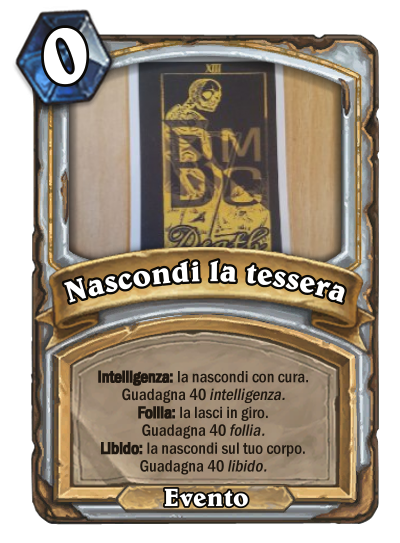 0
XIII
DMDC
Death
Nascondi la tessera
Intelligenza: la nascondi con cura.
Guadagna 40 intelligenza.
Follia: la lasci in giro.
Guadagna 40 follia.
Libido: la nascondi sul tuo corpo.
Guadagna 40 libido.
Evento